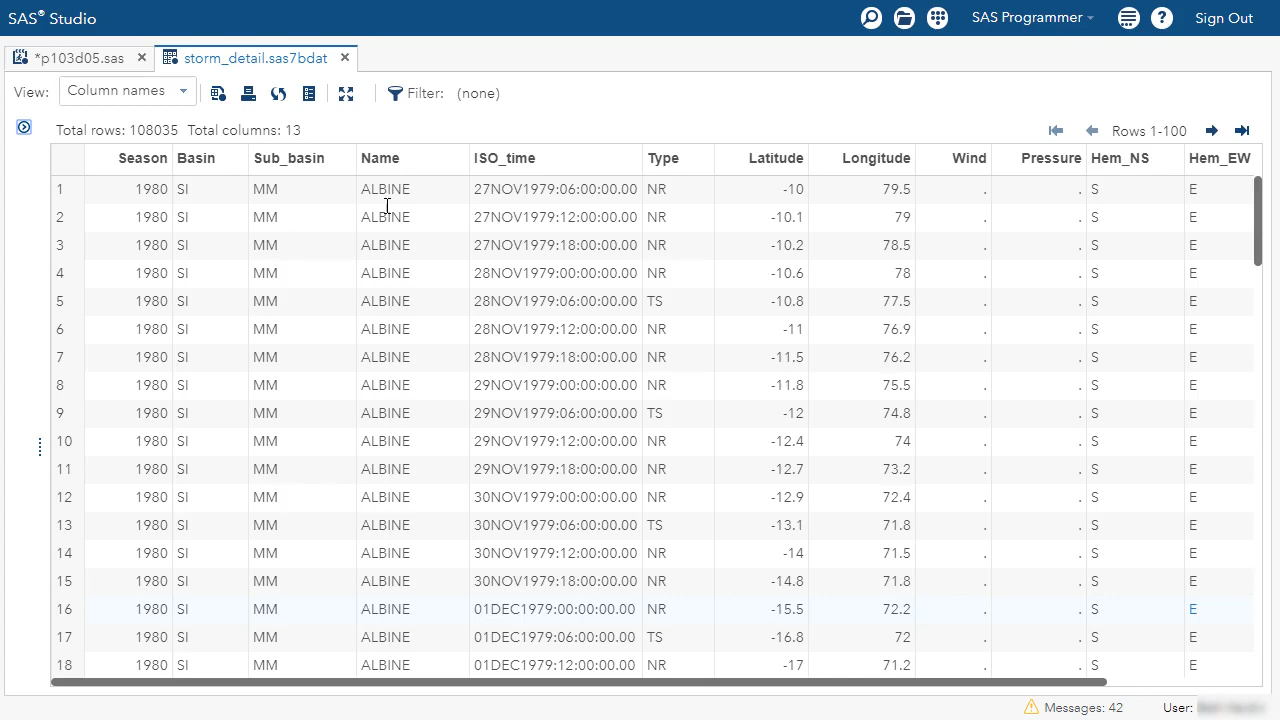 SAS® Studio SAS Programmer Sign Out
*p103d05.sas storm_detail.sas7bdat
View: Column names Filter: (none)
Total rows: 108035 Total columns: 13 Rows 1-100
Season Basin Sub_basin Name ISO_time Type Latitude Longitude Wind Pressure Hem_NS Hem_EW
1 1980 SI MM ALBINE 27NOV1979:06:00:00.00 NR -10 79.5 . . S E
2 1980 SI MM ALBINE 27NOV1979:12:00:00.00 NR -10.1 79 . . S E
3 1980 SI MM ALBINE 27NOV1979:18:00:00.00 NR -10.2 78.5 . . S E
4 1980 SI MM ALBINE 28NOV1979:00:00:00.00 NR -10.6 78 . . S E
5 1980 SI MM ALBINE 28NOV1979:06:00:00.00 TS -10.8 77.5 . . S E
6 1980 SI MM ALBINE 28NOV1979:12:00:00.00 NR -11 76.9 . . S E
7 1980 SI MM ALBINE 28NOV1979:18:00:00.00 NR -11.5 76.2 . . S E
8 1980 SI MM ALBINE 29NOV1979:00:00:00.00 NR -11.8 75.5 . . S E
9 1980 SI MM ALBINE 29NOV1979:06:00:00.00 TS -12 74.8 . . S E
10 1980 SI MM ALBINE 29NOV1979:12:00:00.00 NR -12.4 74 . . S E
11 1980 SI MM ALBINE 29NOV1979:18:00:00.00 NR -12.7 73.2 . . S E
12 1980 SI MM ALBINE 30NOV1979:00:00:00.00 NR -12.9 72.4 . . S E
13 1980 SI MM ALBINE 30NOV1979:06:00:00.00 TS -13.1 71.8 . . S E
14 1980 SI MM ALBINE 30NOV1979:12:00:00.00 NR -14 71.5 . . S E
15 1980 SI MM ALBINE 30NOV1979:18:00:00.00 NR -14.8 71.8 . . S E
16 1980 SI MM ALBINE 01DEC1979:00:00:00.00 NR -15.5 72.2 . . S E
17 1980 SI MM ALBINE 01DEC1979:06:00:00.00 TS -16.8 72 . . S E
18 1980 SI MM ALBINE 01DEC1979:12:00:00.00 NR -17 71.2 . . S E
Messages: 42 User: